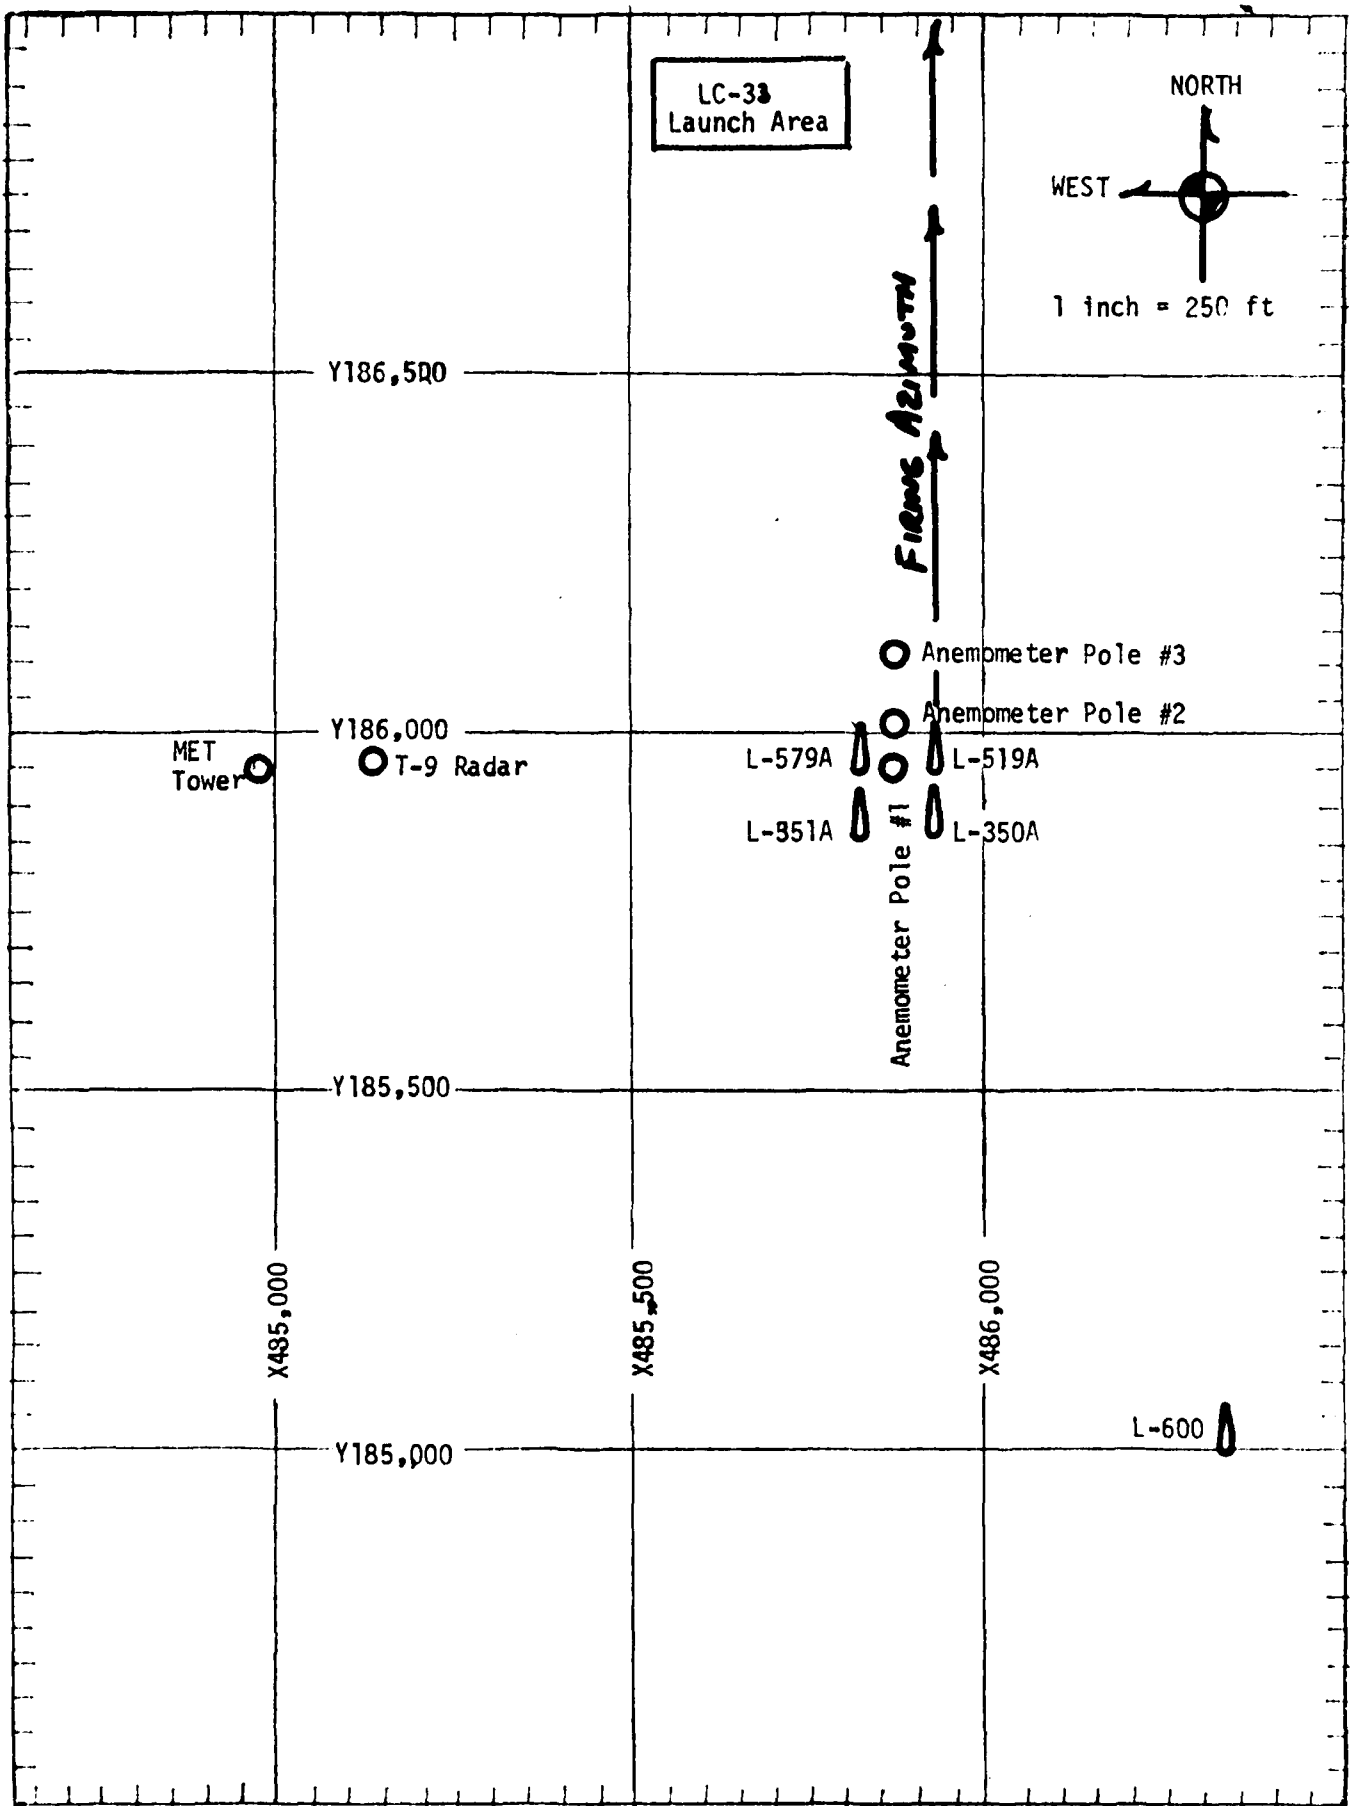 LC-33
Launch Area
NORTH
WEST
1 inch = 250 ft
FIRING AZIMUTH
Y186,500
Anemometer Pole #3
Anemometer Pole #2
Y186,000
MET
Tower
T-9 Radar
L-579A
L-519A
L-351A
L-350A
Anemometer Pole #1
Y185,500
X485,000
X485,500
X486,000
L-600
Y185,000